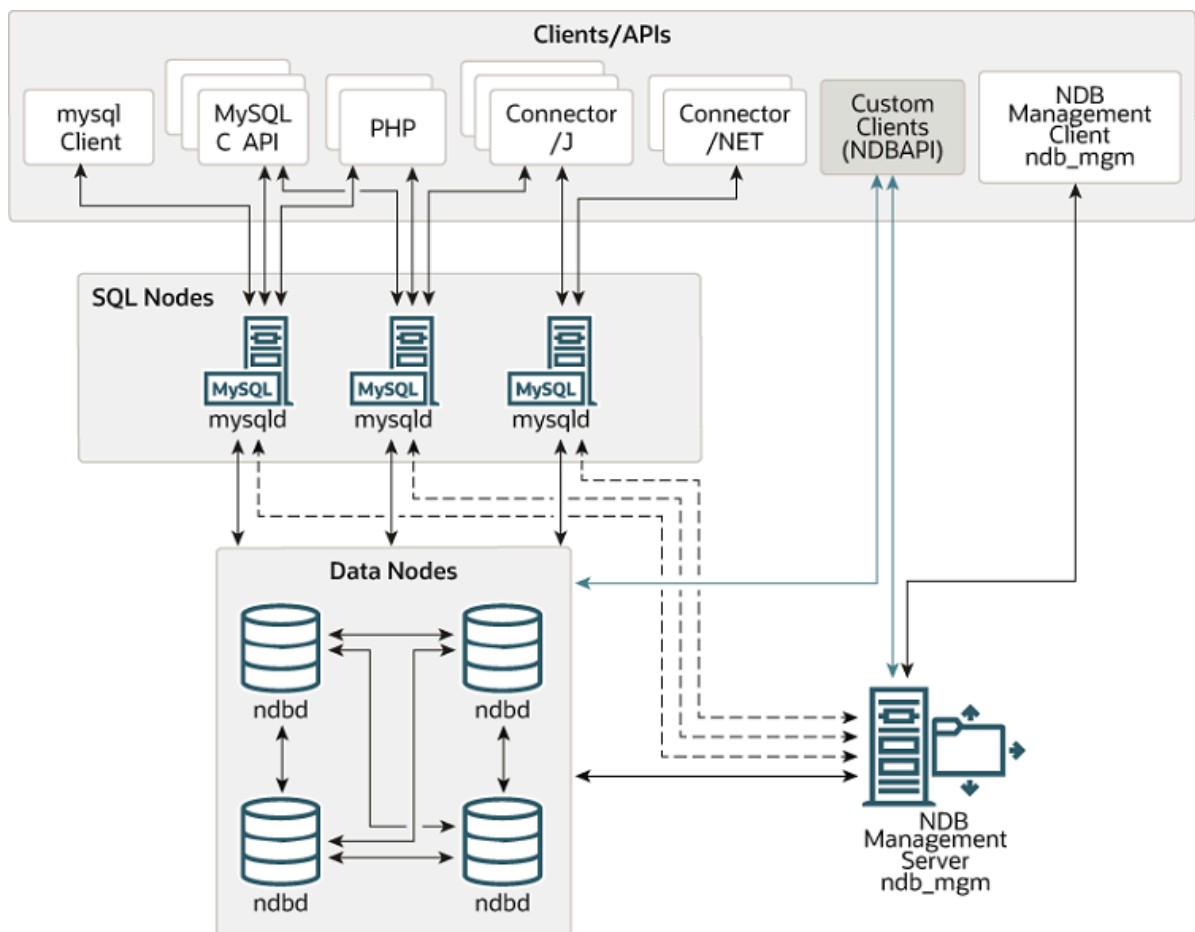 Clients/APIs
mysql
Client
MySQL
C API
PHP
Connector
/J
Connector
/NET
Custom
Clients
(NDBAPI)
NDB
Management
Client
ndb_mgm
SQL Nodes
MySQL
mysqld
MySQL
mysqld
MySQL
mysqld
Data Nodes
ndbd
ndbd
ndbd
ndbd
NDB
Management
Server
ndb_mgm